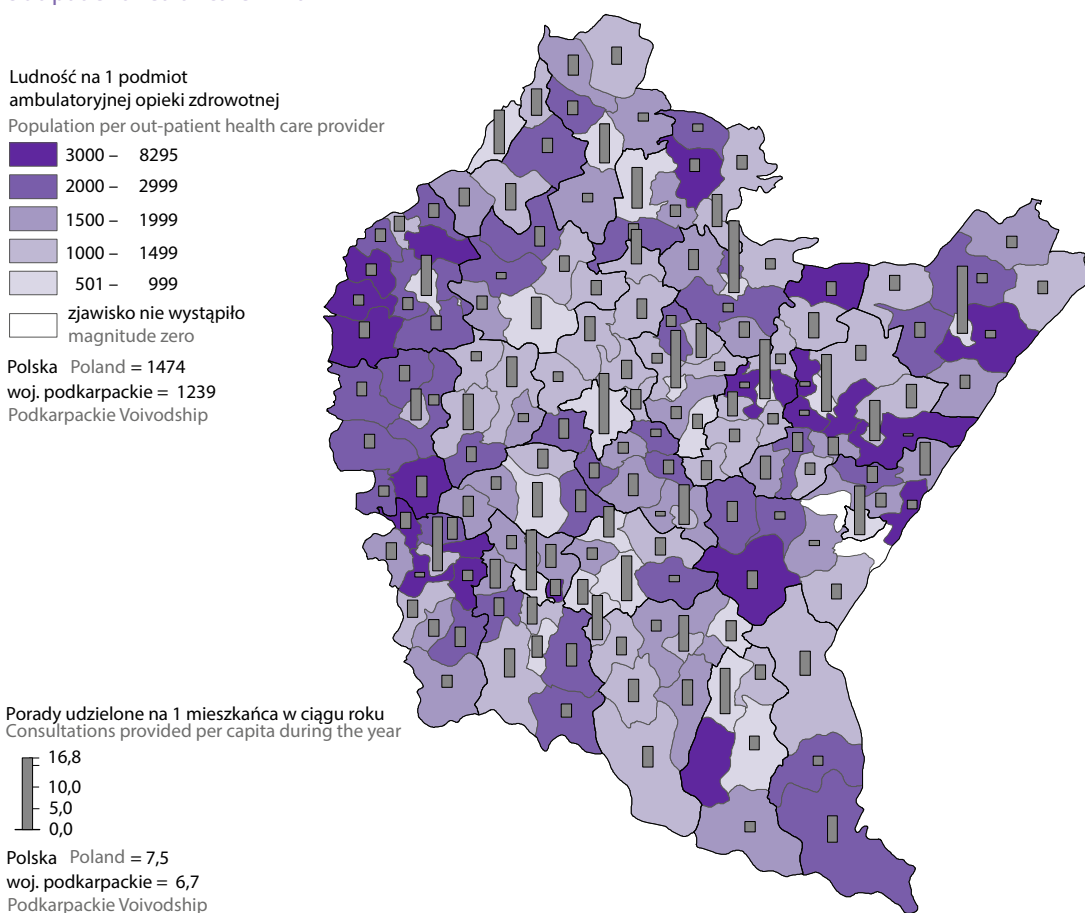 Ludność na 1 podmiot
ambulatoryjnej opieki zdrowotnej
Population per out-patient health care provider
3000 – 8295
2000 – 2999
1500 – 1999
1000 – 1499
501 – 999
zjawisko nie wystąpiło
magnitude zero
Polska Poland = 1474
woj. podkarpackie = 1239
Podkarpackie Voivodship
Porady udzielone na 1 mieszkańca w ciągu roku
Consultations provided per capita during the year
16,8
10,0
5,0
0,0
Polska Poland = 7,5
woj. podkarpackie = 6,7
Podkarpackie Voivodship